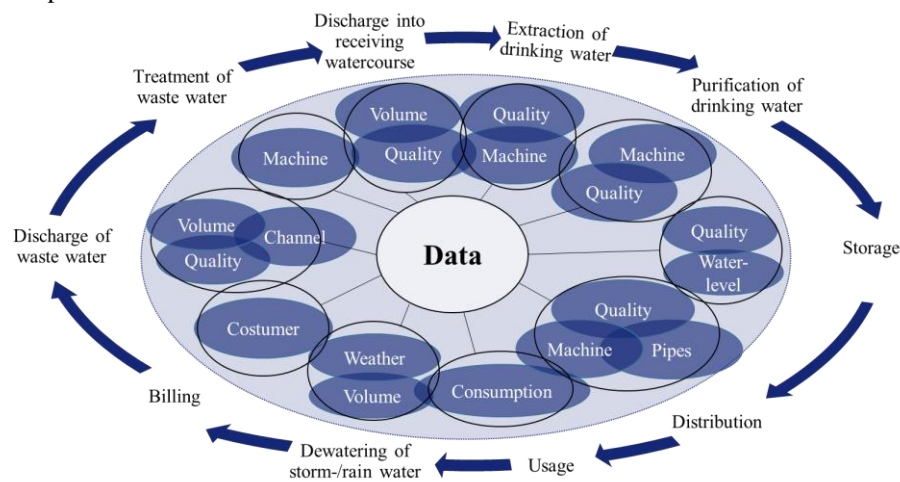 Discharge into
receiving
watercourse
Extraction of
drinking water
Treatment of
waste water
Purification of
drinking water
Volume
Quality
Quality
Machine
Machine
Machine
Quality
Volume
Channel
Quality
Discharge of
waste water
Data
Quality
Water-
level
Storage
Costumer
Quality
Machine
Pipes
Weather
Volume
Consumption
Billing
Distribution
Dewatering of
storm-/rain water
Usage